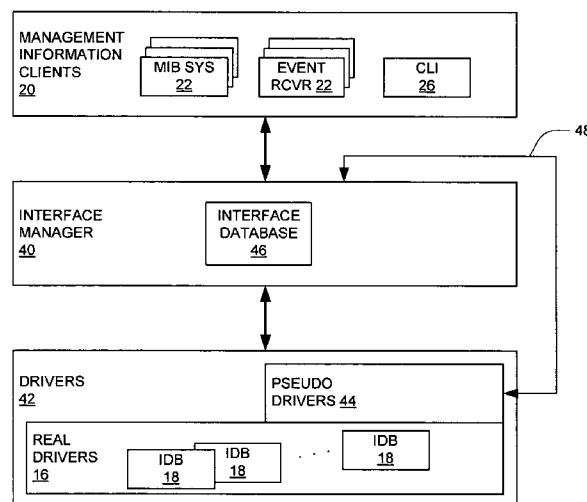 MANAGEMENT
INFORMATION
CLIENTS
20
MIB SYS
22
EVENT
RCVR 22
CLI
26
48
INTERFACE
MANAGER
40
INTERFACE
DATABASE
46
DRIVERS
42
PSEUDO
DRIVERS 44
REAL
DRIVERS
16
IDB
18
IDB
18
. . . .
IDB
18